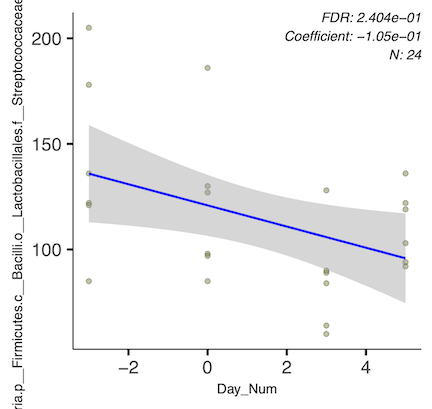 FDR: 2.404e−01
Coefficient: −1.05e−01
N: 24
ria.p__Firmicutes.c__Bacilli.o__Lactobacillales.f__Streptococcaceae
200
150
100
−2 0 2 4
Day_Num